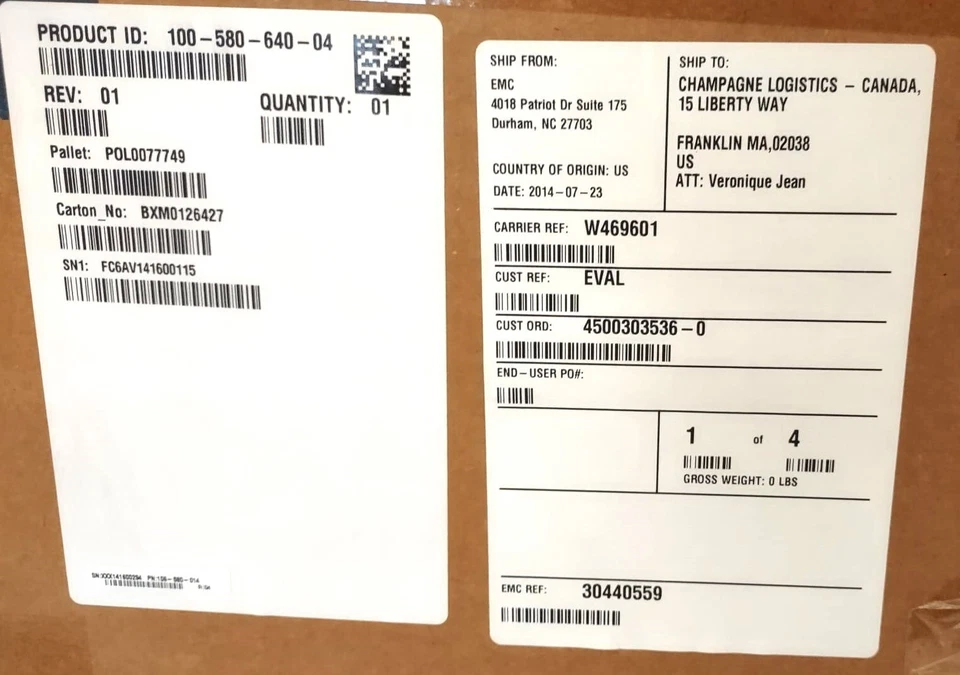 PRODUCT ID: 100-580-640-04
REV: 01
QUANTITY: 01
Pallet: POL0077749
Carton_No: BXM0126427
SN1: FC6AV141600115
SHIP FROM:
EMC
4018 Patriot Dr Suite 175
Durham, NC 27703
COUNTRY OF ORIGIN: US
DATE: 2014-07-23
SHIP TO:
CHAMPAGNE LOGISTICS - CANADA,
15 LIBERTY WAY
FRANKLIN MA,02038
US
ATT: Veronique Jean
CARRIER REF: W469601
CUST REF: EVAL
CUST ORD: 4500303536-0
END-USER PO#:
1 of 4
GROSS WEIGHT: 0 LBS
EMC REF: 30440559